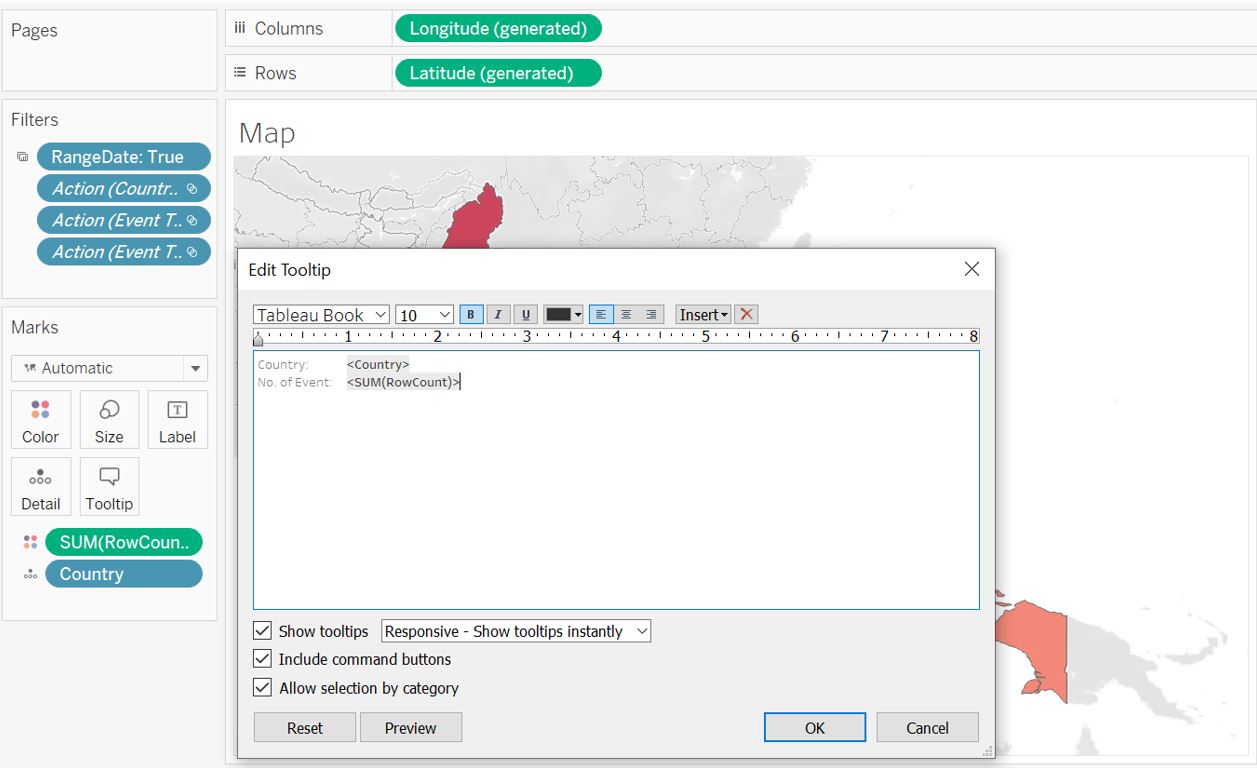 Pages
Columns
Longitude (generated)
Rows
Latitude (generated)
Filters
RangeDate: True
Action (Countr..
Action (Event T..
Action (Event T..
Map
Marks
Automatic
Color
Size
Label
Detail
Tooltip
SUM(RowCoun..
Country
Edit Tooltip
Tableau Book
10
B
I
U
Insert
1 2 3 4 5 6 7 8
Country: <Country>
No. of Event: <SUM(RowCount)>
Show tooltips
Responsive - Show tooltips instantly
Include command buttons
Allow selection by category
Reset
Preview
OK
Cancel